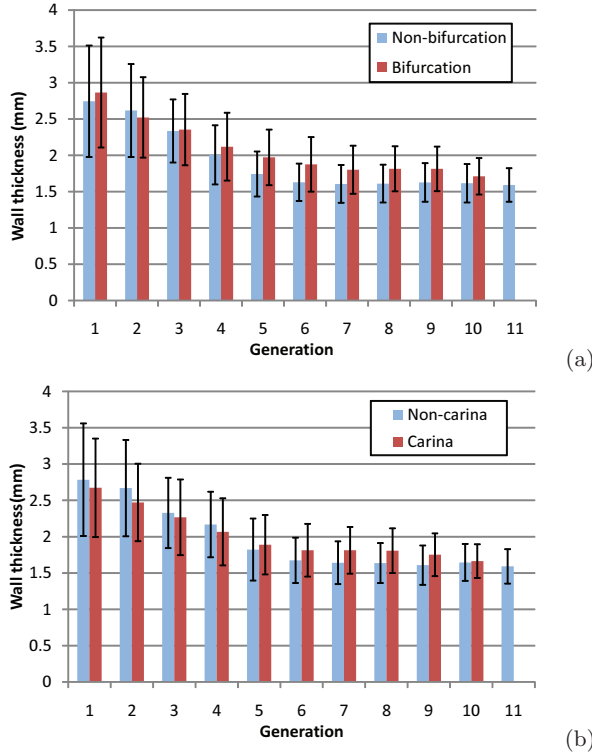 4
3.5
3
2.5
2
1.5
1
0.5
0
Wall thickness (mm)
Non-bifurcation
Bifurcation
1 2 3 4 5 6 7 8 9 10 11
Generation
(a)
4
3.5
3
2.5
2
1.5
1
0.5
0
Wall thickness(mm)
Non-carina
Carina
1 2 3 4 5 6 7 8 9 10 11
Generation
(b)